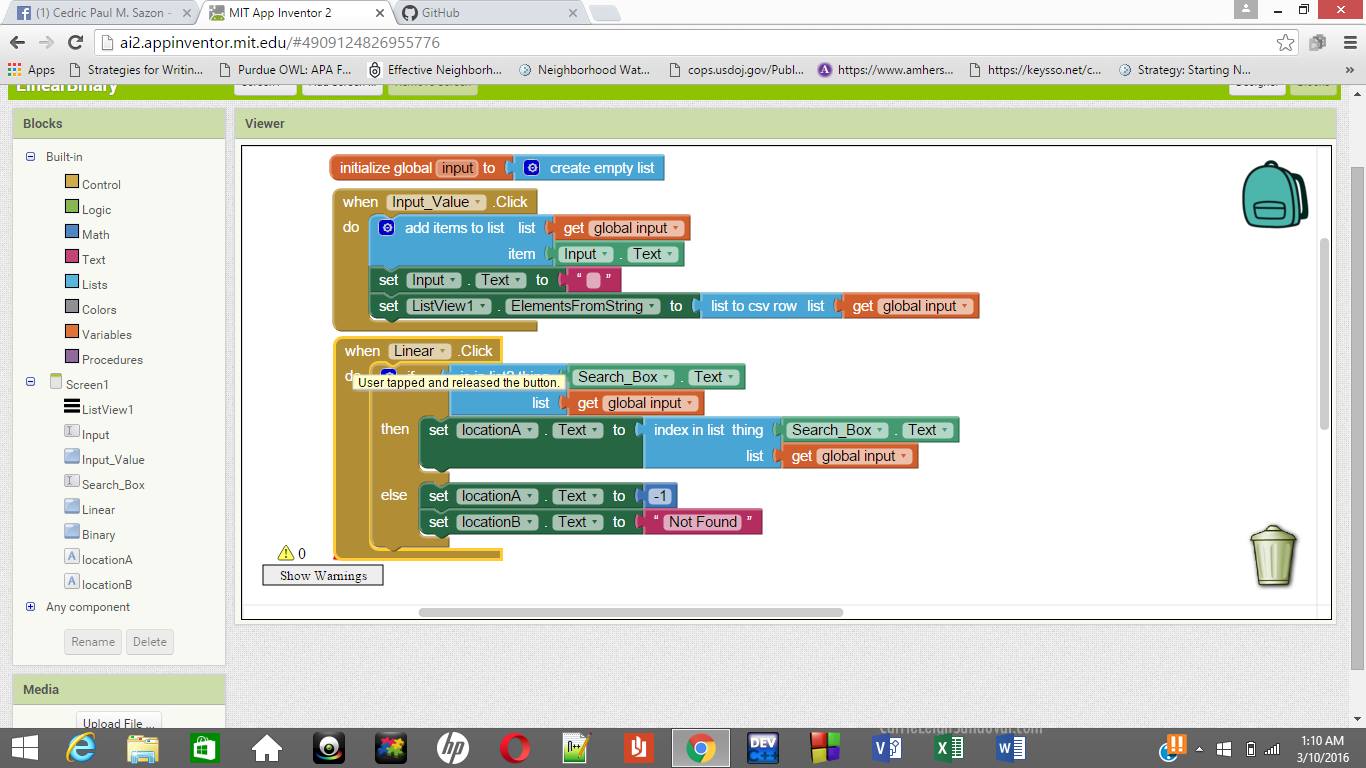 (1) Cedric Paul M. Sazon - MIT App Inventor 2 GitHub
ai2.appinventor.mit.edu/#4909124826955776
Apps Strategies for Writin... Purdue OWL: APA F... Effective Neighborh... Neighborhood Wat... cops.usdoj.gov/Publ... https://www.amhers... https://keysso.net/c... Strategy: Starting N... »
LinearBinary
Blocks
Built-in
Control
Logic
Math
Text
Lists
Colors
Variables
Procedures
Screen1
ListView1
Input
Input_Value
Search_Box
Linear
Binary
locationA
locationB
Any component
Rename Delete
Media
Upload File ...
Viewer
initialize global input to create empty list
when Input_Value .Click
do add items to list list get global input
item Input . Text
set Input . Text to “ ”
set ListView1 . ElementsFromString to list to csv row list get global input
when Linear .Click
Search_Box . Text
User tapped and released the button.
list get global input
then set locationA . Text to index in list thing Search_Box . Text
list get global input
else set locationA . Text to -1
set locationB . Text to “ Not Found ”
0
Show Warnings
1:10 AM
3/10/2016